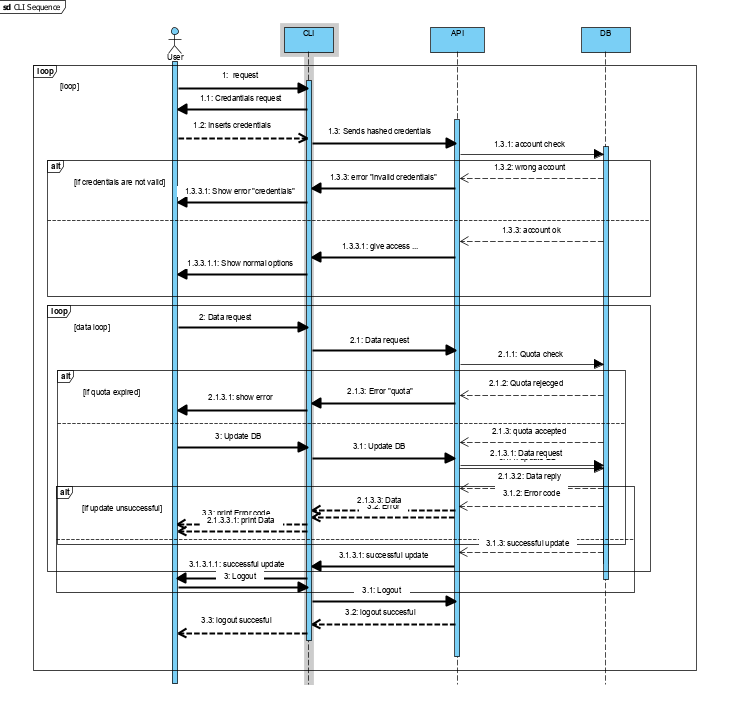 sd CLI Sequence
User
CLI
API
DB
loop
[loop]
1: request
1.1: Credantials request
1.2: Inserts credentials
1.3: Sends hashed credentials
1.3.1: account check
alt
[if credentials are not valid]
1.3.2: wrong account
1.3.3: error "Invalid credentials"
1.3.3.1: Show error "credentials"
1.3.3: account ok
1.3.3.1: give access ...
1.3.3.1.1: Show normal options
loop
[data loop]
2: Data request
2.1: Data request
2.1.1: Quota check
alt
[if quota expired]
2.1.2: Quota rejecged
2.1.3: Error "quota"
2.1.3.1: show error
2.1.3: quota accepted
3: Update DB
3.1: Update DB
2.1.3.1: Data request
2.1.3.2: Data reply
alt
[if update unsuccessful]
3.1.2: Error code
2.1.3.3: Data
3.2: Error
3.3: print Error code
2.1.3.3.1: print Data
3.1.3: successful update
3.1.3.1: successful update
3.1.3.1.1: successful update
3: Logout
3.1: Logout
3.2: logout succesful
3.3: logout succesful